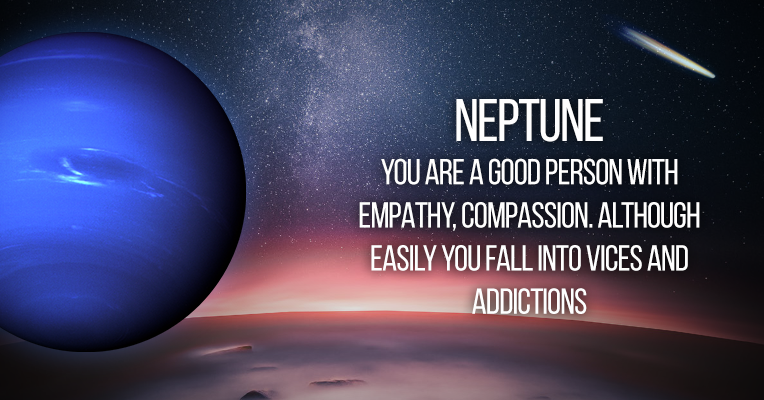 NEPTUNE
YOU ARE A GOOD PERSON WITH
EMPATHY, COMPASSION. ALTHOUGH
EASILY YOU FALL INTO VICES AND
ADDICTIONS